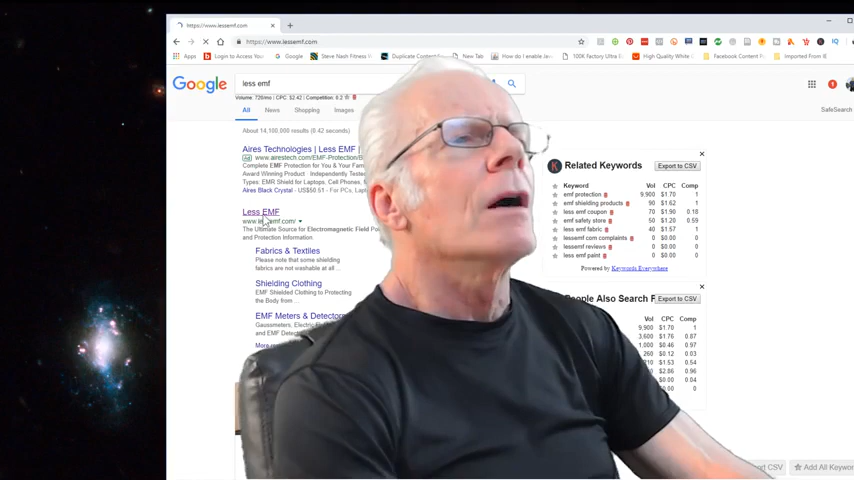 https://www.lessemf.com
https://www.lessemf.com
Apps
Google
Steve Nash Fitness
Duplicate Content
New Tab
How do I enable Java
100K Factory Ultra E
High Quality White G
Facebook Content P
Imported From IE
Google
less emf
Volume: 720/mo | CPC: $2.42 | Competition: 0.2
All News Shopping Images
SafeSearch
About 14,100,000 results (0.42 seconds)
Aires Technologies | Less EMF
Ad www.airestech.com/EMF-Protection/
Complete EMF Protection for You & Your
Award Winning Product Independently
Types: EMR Shield for Laptops, Cell Phones,
Aires Black Crystal - US$50.51 - For PCs,
Less EMF
The Ultimate Source for Electromagnetic Field
and Protection Information.
Fabrics & Textiles
Please note that some shielding
fabrics are not washable at all ...
Shielding Clothing
EMF Shielded Clothing to Protecting
the Body from ...
EMF Meters & Detectors
and EMF
Related Keywords
Export to CSV
Keyword Vol CPC Comp
emf protection 9,900 $1.70 1
emf shielding products 90 $1.62 1
less emf coupon 70 $1.90 0.18
emf safety store 50 $1.20 0.59
less emf fabric 40 $1.57 1
lessemf.com complaints 0 $0.00 0
lessemf reviews 0 $0.00 0
less emf paint 0 $0.00 0
Powered by Keywords Everywhere
People Also Search F
Export to CSV
Vol CPC Comp
9,900 $1.70 1
3,600 $1.76 0.87
1,000 $0.46 0.97
260 $0.12 0.03
$1.53 0.54
$2.86 0.96
$0.00 0.04
$0.00 0
CSV
Add All Keywor